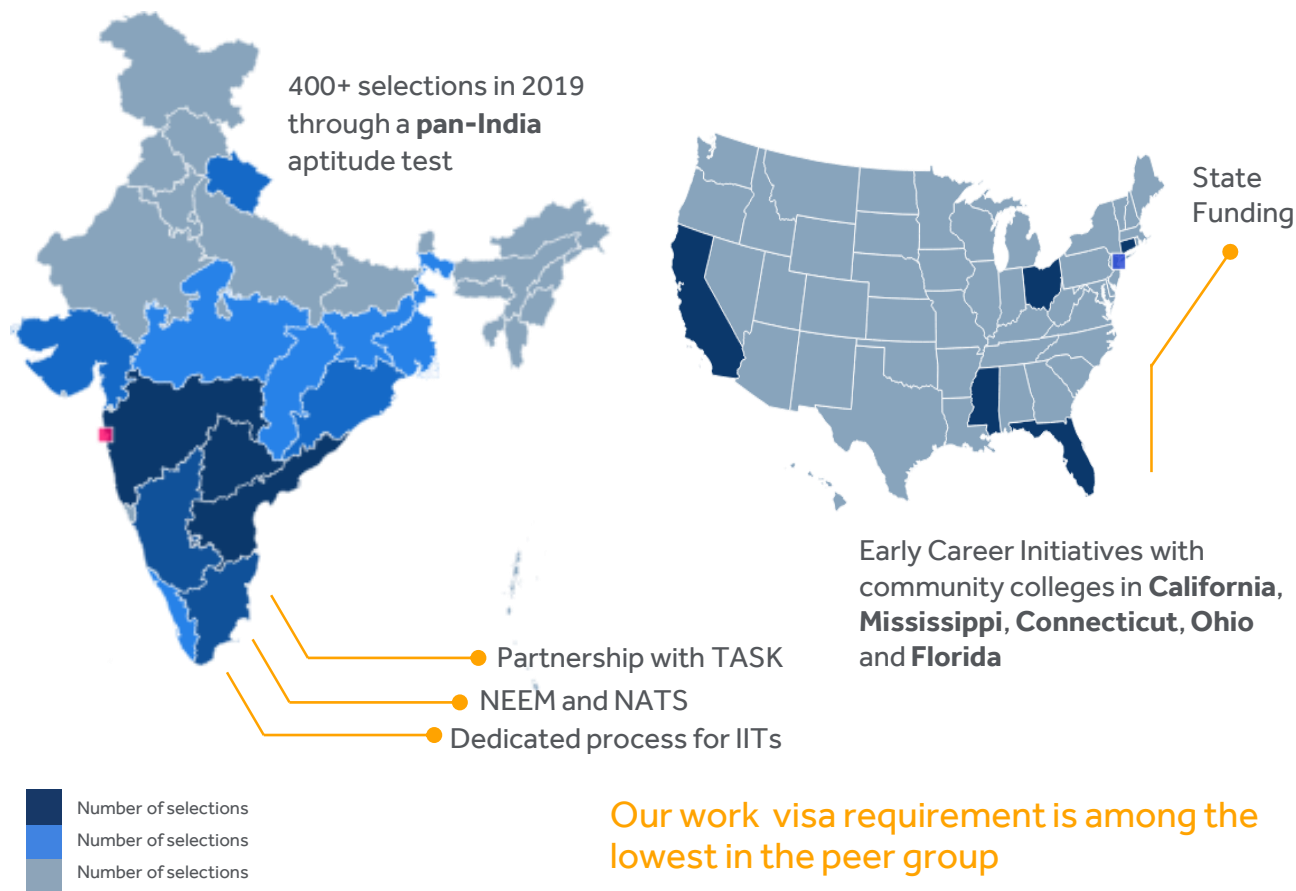 400+ selections in 2019
through a pan-India
aptitude test
State
Funding
Early Career Initiatives with
community colleges in California,
Mississippi, Connecticut, Ohio
and Florida
Partnership with TASK
NEEM and NATS
Dedicated process for IITs
Number of selections
Number of selections
Number of selections
Our work visa requirement is among the
lowest in the peer group